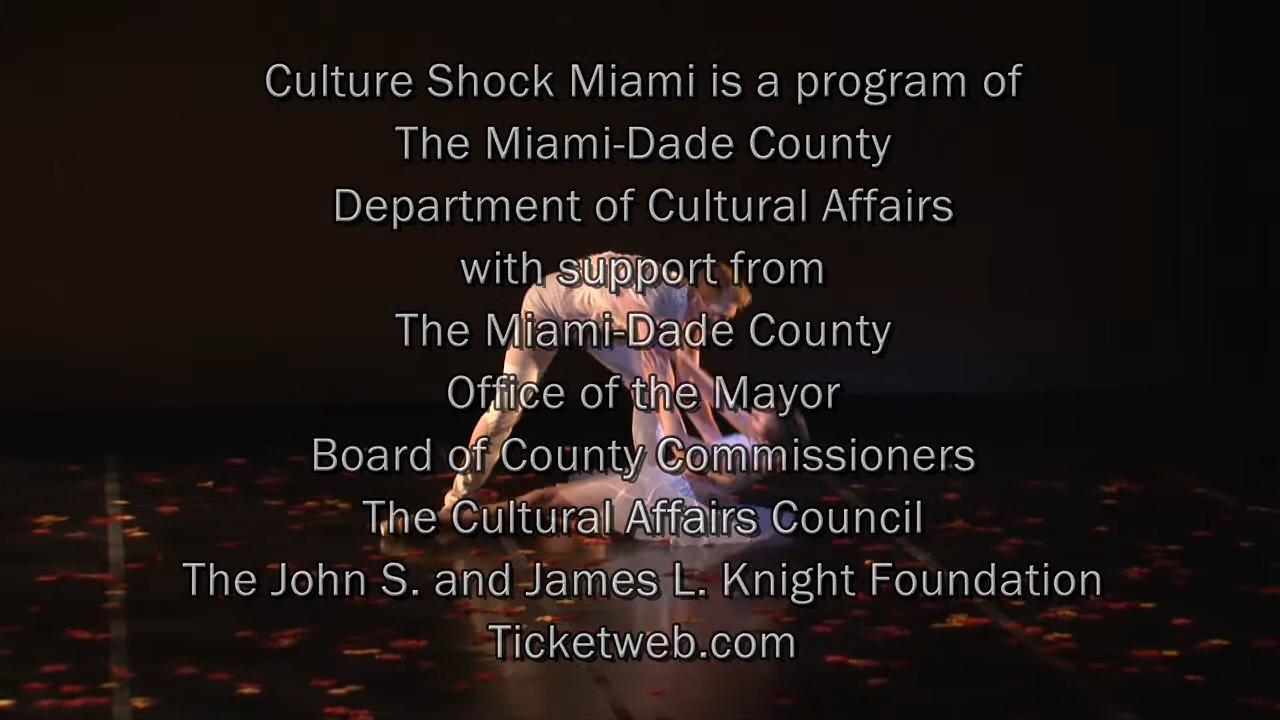 Culture Shock Miami is a program of
The Miami-Dade County
Department of Cultural Affairs
with support from
The Miami-Dade County
Office of the Mayor
Board of County Commissioners
The Cultural Affairs Council
The John S. and James L. Knight Foundation
Ticketweb.com